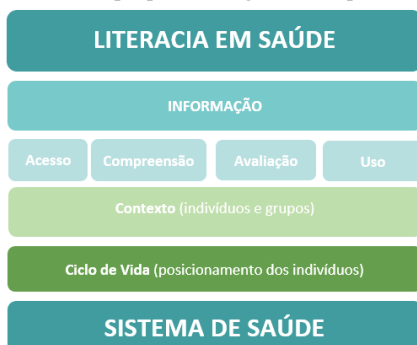 LITERACIA EM SAÚDE
INFORMAÇÃO
Acesso Compreensão Avaliação Uso
Contexto (indivíduos e grupos)
Ciclo de Vida (posicionamento dos indivíduos)
SISTEMA DE SAÚDE